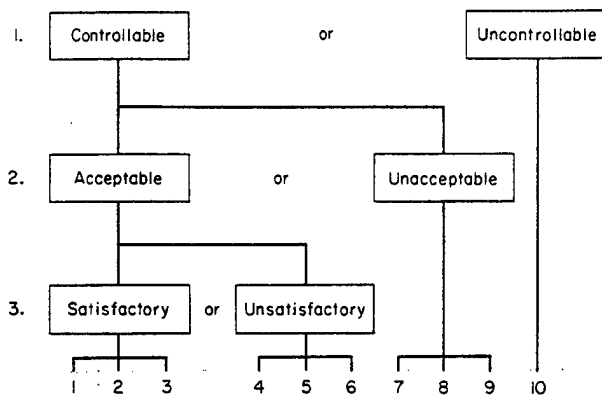 1. Controllable or Uncontrollable
2. Acceptable or Unacceptable
3. Satisfactory or Unsatisfactory
1 2 3 4 5 6 7 8 9 10